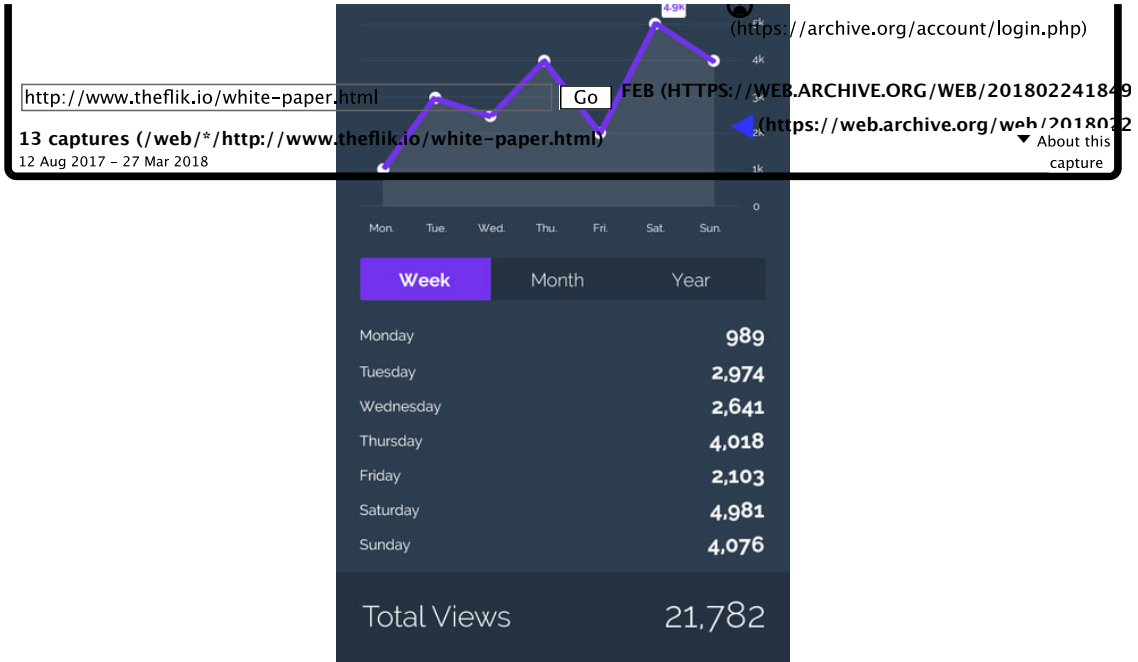 4.9K
5k
(https://archive.org/account/login.php)
4k
http://www.theflik.io/white-paper.html
Go
FEB (HTTPS://WEB.ARCHIVE.ORG/WEB/201802241849
3k
(https://web.archive.org/web/2018022
2k
13 captures (/web/*/http://www.theflik.io/white-paper.html)
About this
12 Aug 2017 – 27 Mar 2018
capture
1k
0
Mon. Tue. Wed. Thu. Fri. Sat. Sun.
Week Month Year
Monday 989
Tuesday 2,974
Wednesday 2,641
Thursday 4,018
Friday 2,103
Saturday 4,981
Sunday 4,076
Total Views 21,782